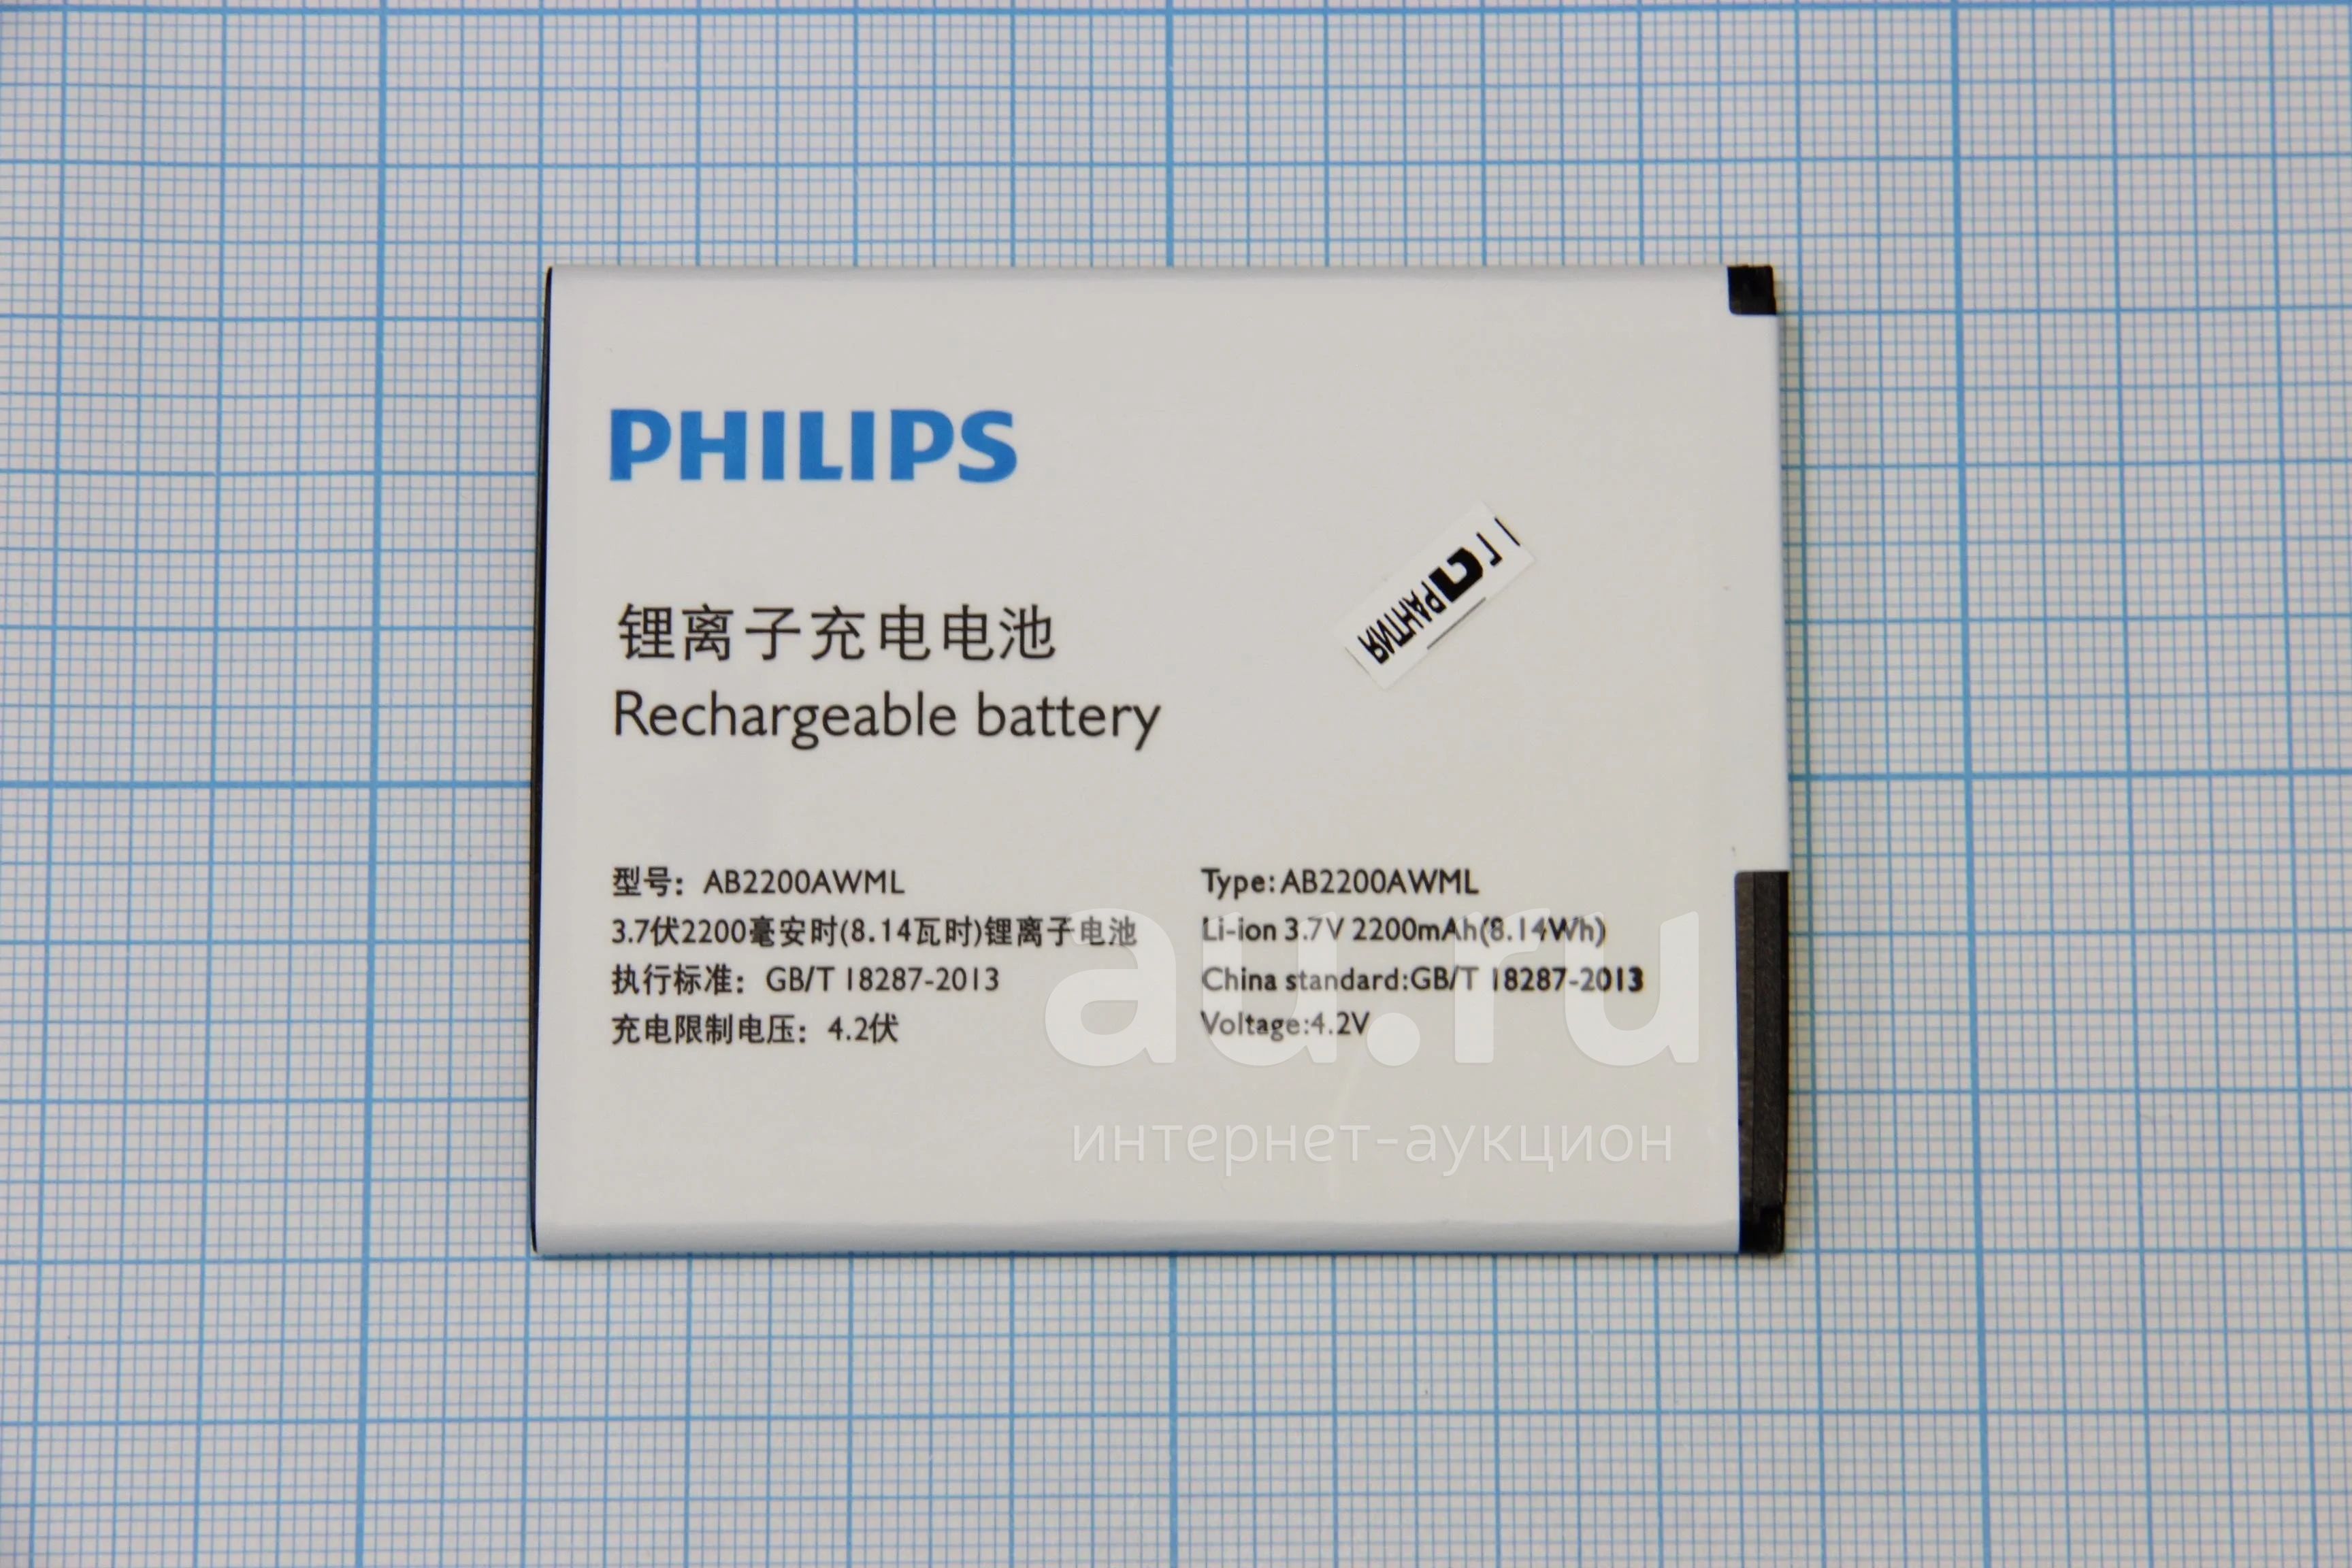 PHILIPS
锂离子充电电池
Rechargeable battery
ГАРАНТИЯ
型号：AB2200AWML
3.7伏2200毫安时(8.14瓦时)锂离子电池
执行标准：GB/T 18287-2013
充电限制电压：4.2伏
Type: AB2200AWML
Li-ion 3.7V 2200mAh(8.14Wh)
China standard:GB/T 18287-2013
Voltage:4.2V
au.ru
интернет-аукцион